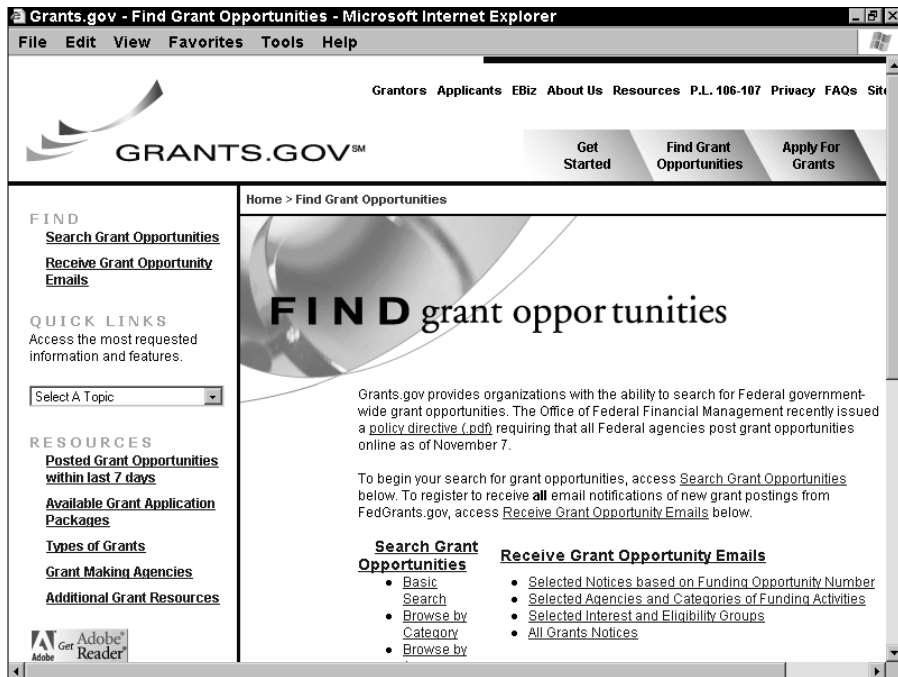 Grants.gov - Find Grant Opportunities - Microsoft Internet Explorer
File Edit View Favorites Tools Help
Grantors Applicants EBiz About Us Resources P.L. 106-107 Privacy FAQs Site
GRANTS.GOV℠
Get Started
Find Grant Opportunities
Apply For Grants
Home > Find Grant Opportunities
FIND
Search Grant Opportunities
Receive Grant Opportunity
Emails
QUICK LINKS
Access the most requested
information and features.
Select A Topic
RESOURCES
Posted Grant Opportunities
within last 7 days
Available Grant Application
Packages
Types of Grants
Grant Making Agencies
Additional Grant Resources
Adobe
Get Adobe®
Reader®
FIND grant opportunities
Grants.gov provides organizations with the ability to search for Federal government-
wide grant opportunities. The Office of Federal Financial Management recently issued
a policy directive (.pdf) requiring that all Federal agencies post grant opportunities
online as of November 7.
To begin your search for grant opportunities, access Search Grant Opportunities
below. To register to receive all email notifications of new grant postings from
FedGrants.gov, access Receive Grant Opportunity Emails below.
Search Grant
Opportunities
• Basic
Search
• Browse by
Category
• Browse by
Receive Grant Opportunity Emails
• Selected Notices based on Funding Opportunity Number
• Selected Agencies and Categories of Funding Activities
• Selected Interest and Eligibility Groups
• All Grants Notices